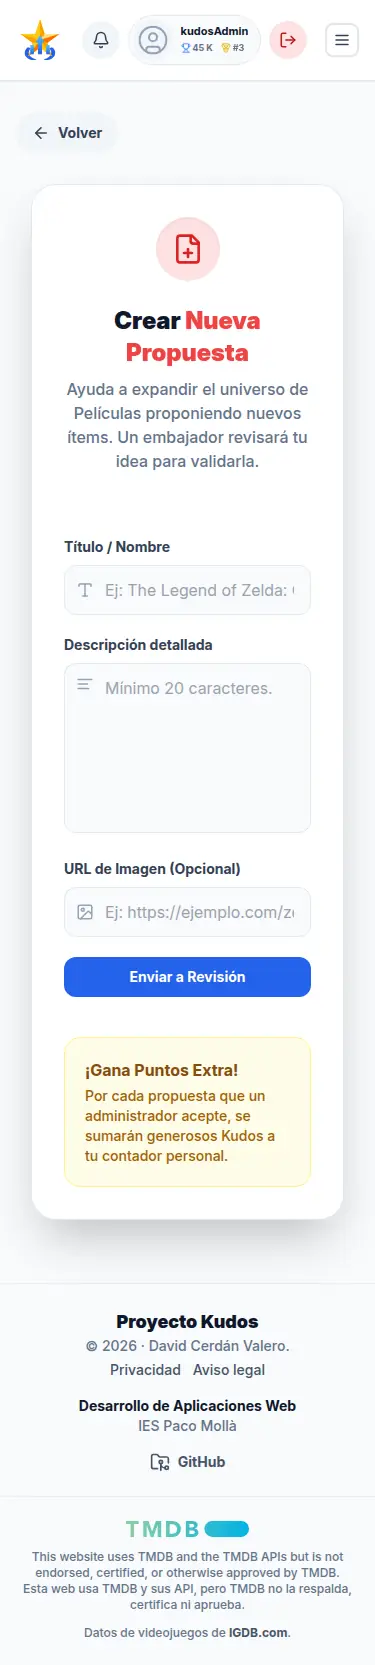 kudosAdmin
45 K #3
Volver
Crear Nueva
Propuesta
Ayuda a expandir el universo de
Películas proponiendo nuevos
ítems. Un embajador revisará tu
idea para validarla.
Título / Nombre
Ej: The Legend of Zelda:
Descripción detallada
Mínimo 20 caracteres.
URL de Imagen (Opcional)
Ej: https://ejemplo.com/ze
Enviar a Revisión
¡Gana Puntos Extra!
Por cada propuesta que un
administrador acepte, se
sumarán generosos Kudos a
tu contador personal.
Proyecto Kudos
© 2026 · David Cerdán Valero.
Privacidad Aviso legal
Desarrollo de Aplicaciones Web
IES Paco Mollà
GitHub
TMDB
This website uses TMDB and the TMDB APIs but is not
endorsed, certified, or otherwise approved by TMDB.
Esta web usa TMDB y sus API, pero TMDB no la respalda,
certifica ni aprueba.
Datos de videojuegos de IGDB.com.